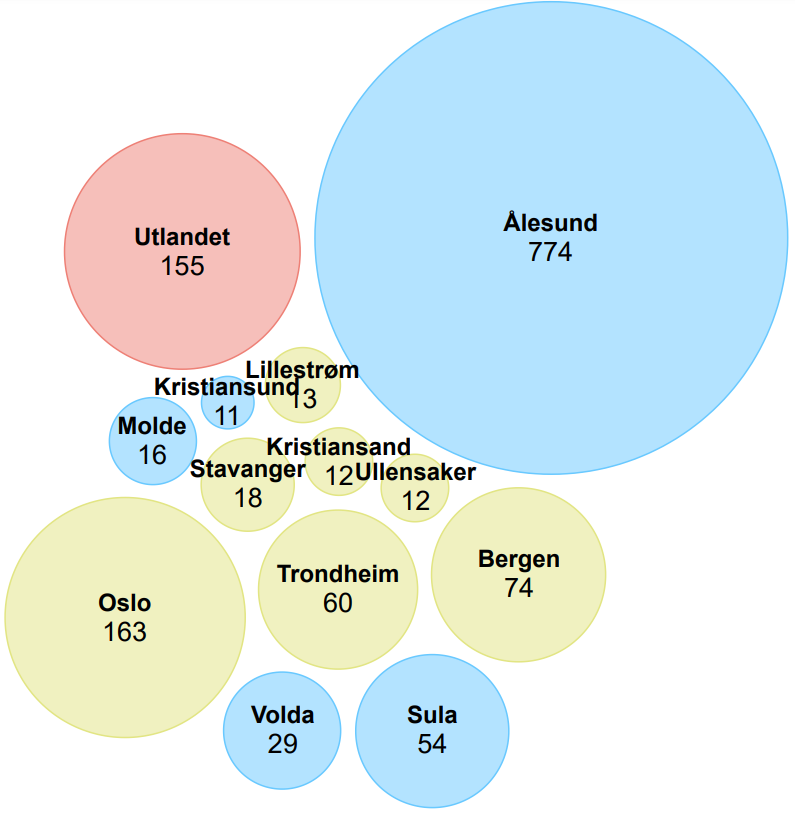 Ålesund
774
Utlandet
155
Lillestrøm
13
Kristiansund
11
Molde
16
Kristiansand
12
Stavanger
18
Ullensaker
12
Bergen
74
Trondheim
60
Oslo
163
Volda
29
Sula
54